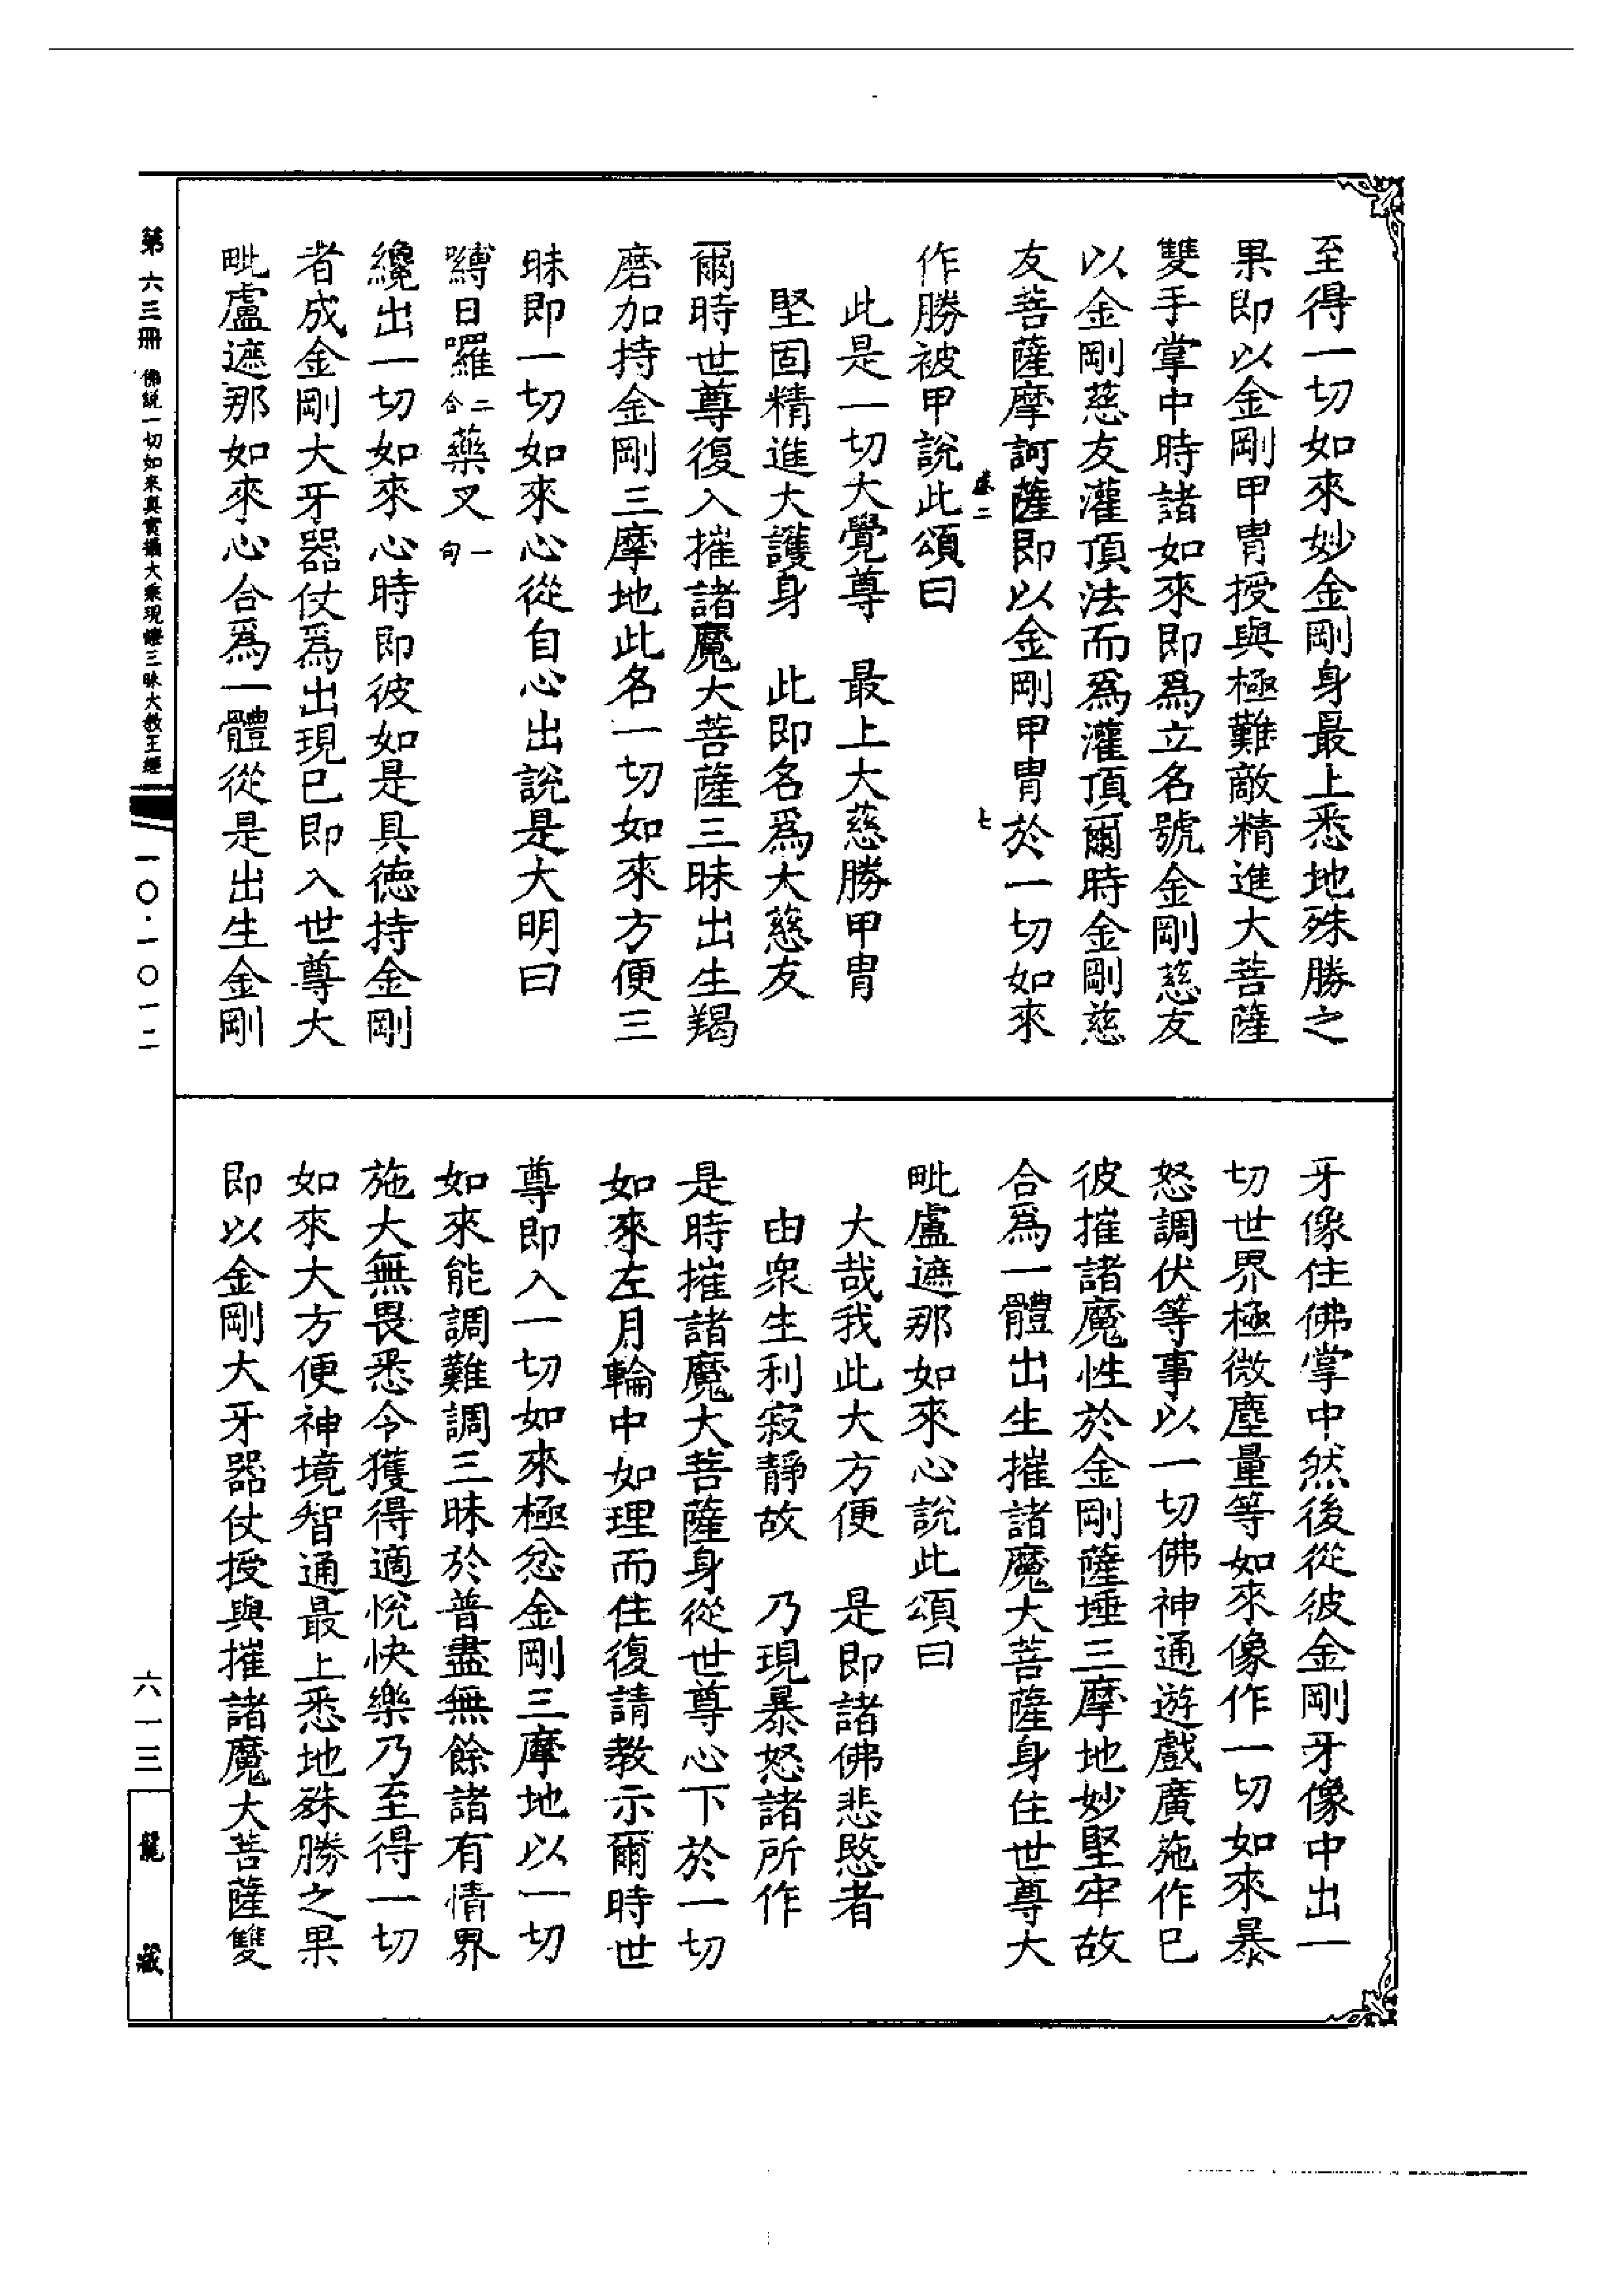 至得一切如來妙金剛身最上悉地殊勝之
果即以金剛甲胄授與極難敵精進大菩薩
雙手掌中時諸如來即爲立名號金剛慈友
以金剛慈友灌頂法而爲灌頂爾時金剛慈
友菩薩摩訶薩即以金剛甲胄於一切如來
卷二 七
作勝被甲說此頌曰
此是一切大覺尊 最上大慈勝甲胄
堅固精進大護身 此即名爲大慈友
爾時世尊復入摧諸魔大菩薩三昧出生羯
磨加持金剛三摩地此名一切如來方便三
昧即一切如來心從自心出說是大明曰
嚩日囉二合藥叉一句
纔出一切如來心時即彼如是具德持金剛
者成金剛大牙器仗爲出現已即入世尊大
毗盧遮那如來心合爲一體從是出生金剛
牙像住佛掌中然後從彼金剛牙像中出一
切世界極微塵量等如來像作一切如來暴
怒調伏等事以一切佛神通遊戲廣施作已
彼摧諸魔性於金剛薩埵三摩地妙堅牢故
合爲一體出生摧諸魔大菩薩身住世尊大
毗盧遮那如來心說此頌曰
大哉我此大方便 是即諸佛悲愍者
由衆生利寂靜故 乃現暴怒諸所作
是時摧諸魔大菩薩身從世尊心下於一切
如來左月輪中如理而住復請教示爾時世
尊即入一切如來極忿金剛三摩地以一切
如來能調難調三昧於普盡無餘諸有情界
施大無畏悉令獲得適悅快樂乃至得一切
如來大方便神境智通最上悉地殊勝之果
即以金剛大牙器仗授與摧諸魔大菩薩雙
第六三冊 佛說一切如來真實攝大乘現證三昧大教王經 一〇·一〇一二
六一三
龍藏